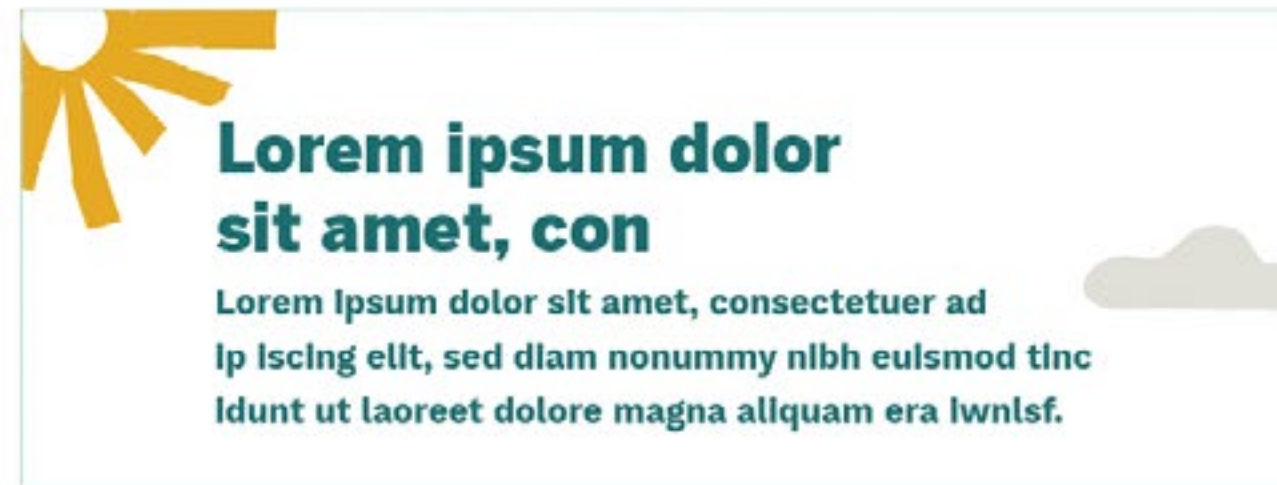 Lorem ipsum dolor
sit amet, con
Lorem ipsum dolor sit amet, consectetuer ad
ip iscing elit, sed diam nonummy nibh euismod tinc
idunt ut laoreet dolore magna aliquam era iwnisf.